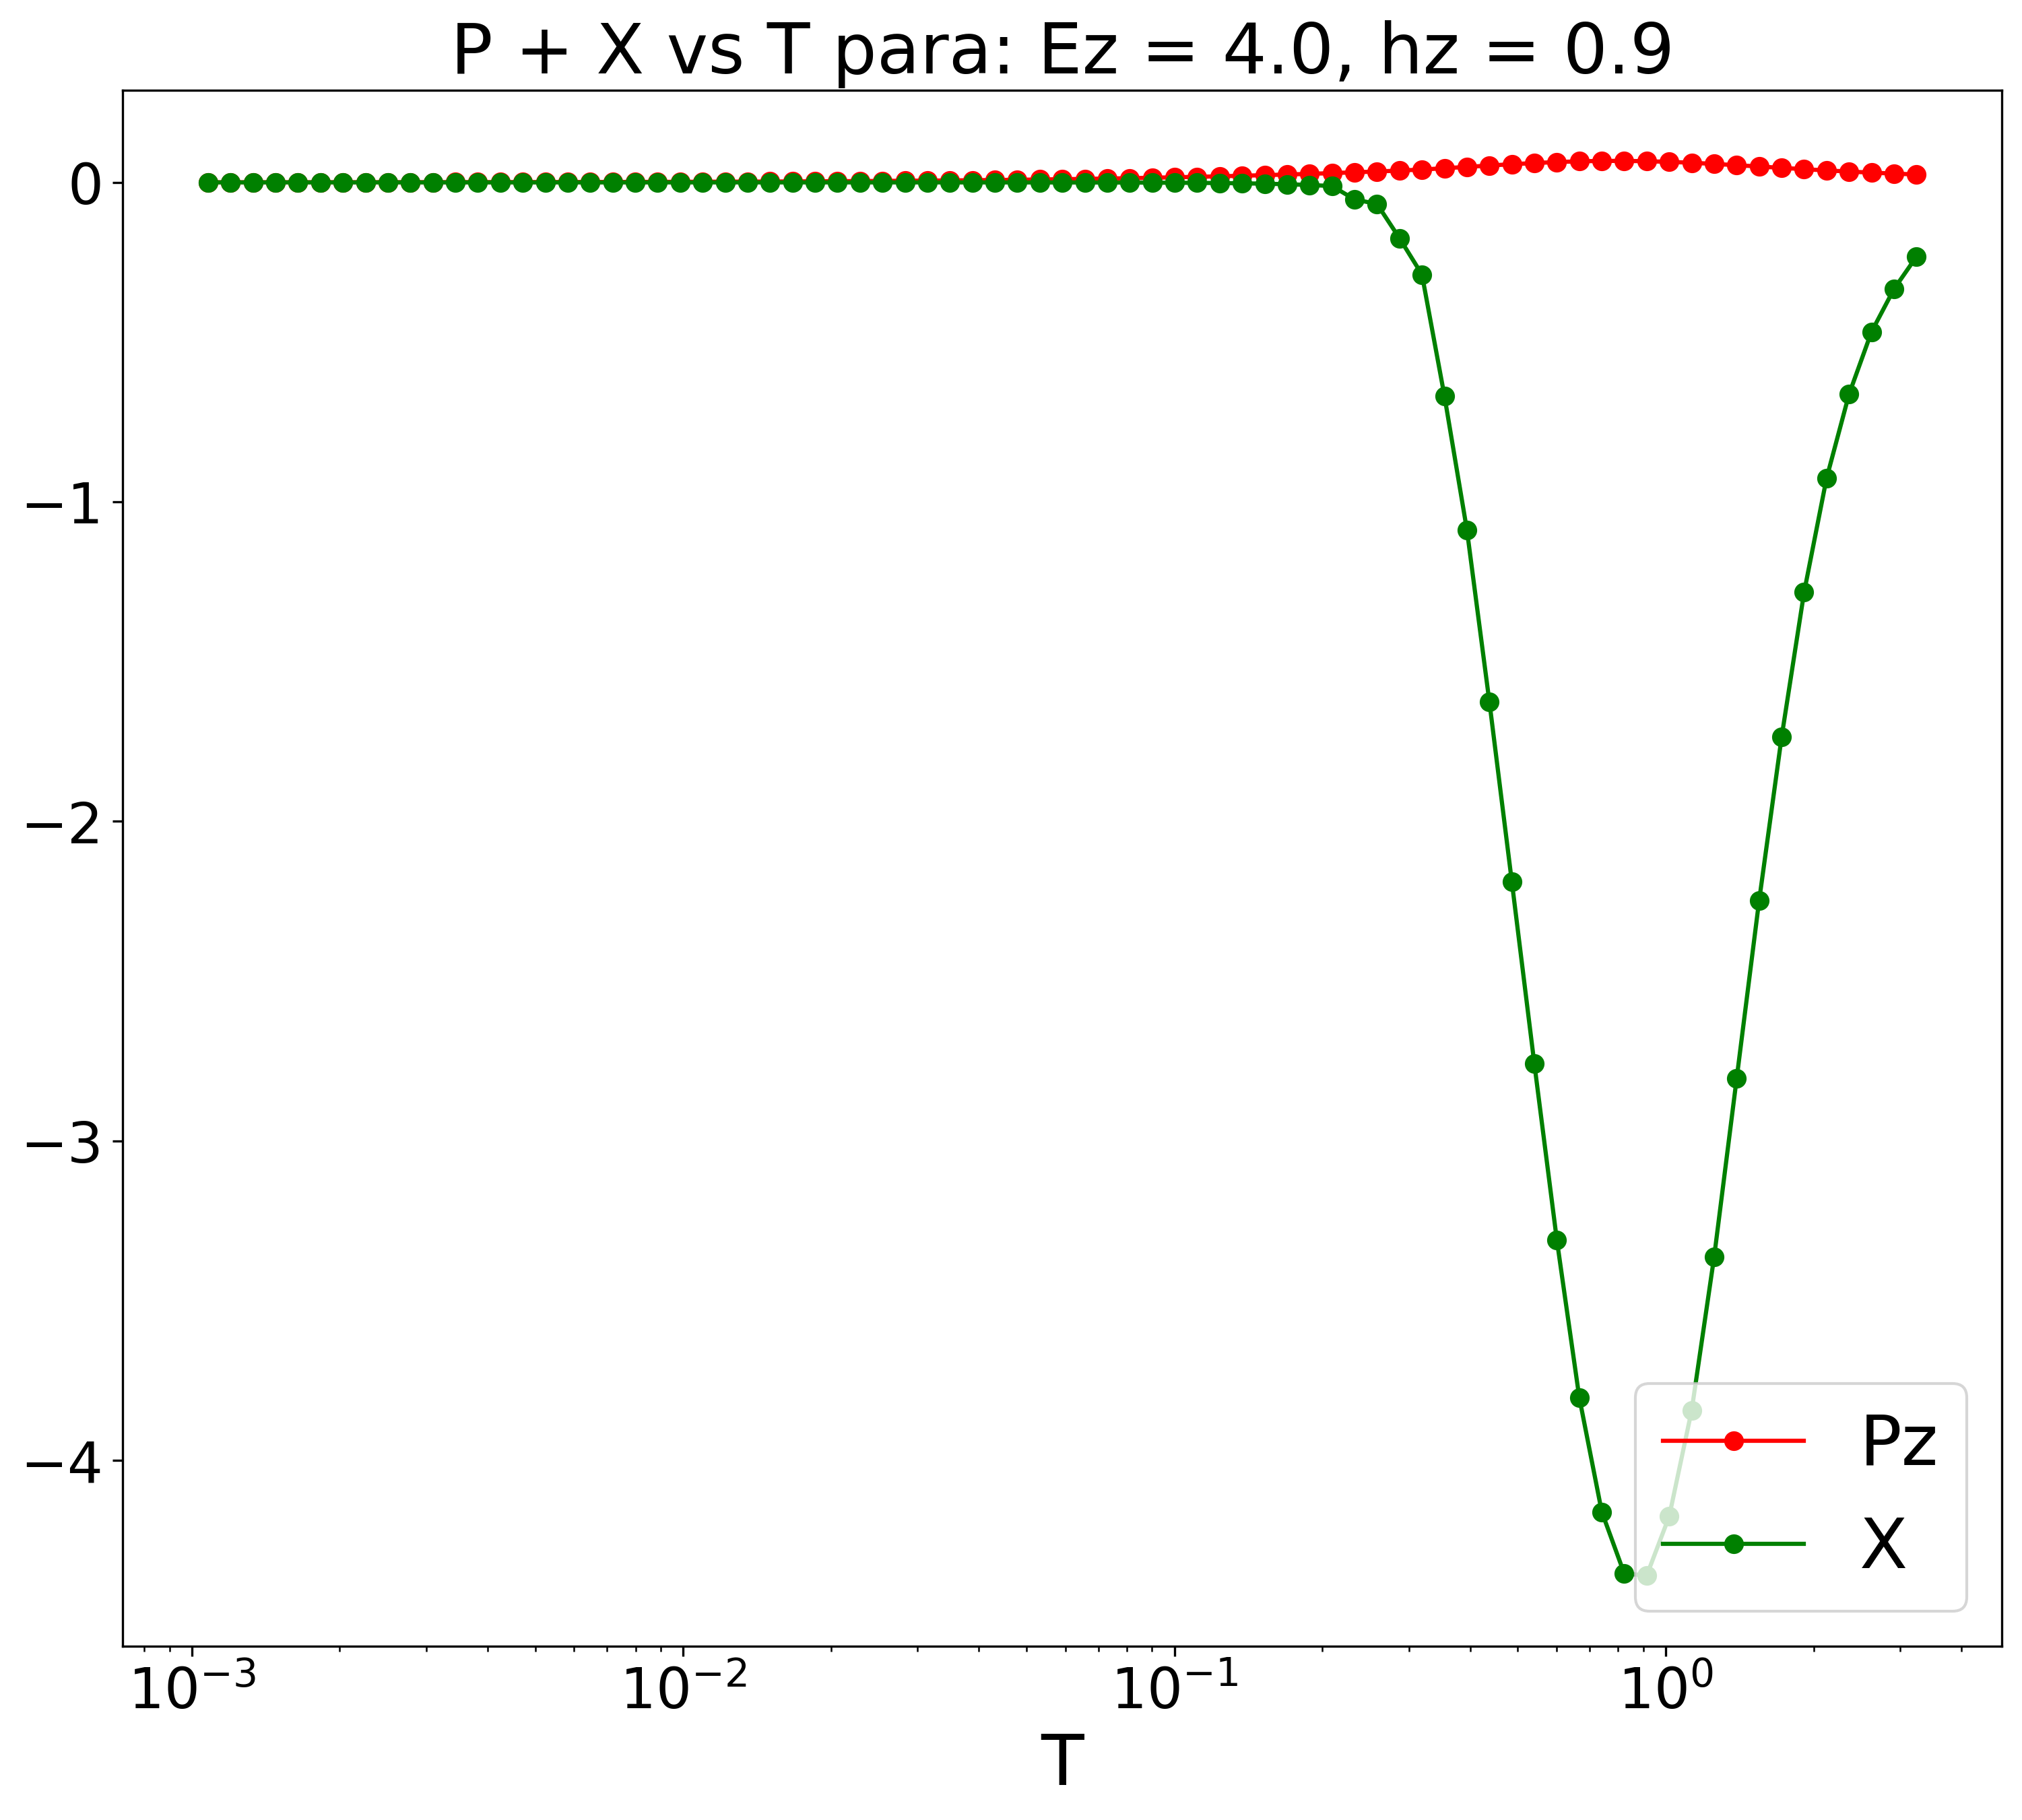 P + X vs T para: Ez = 4.0, hz = 0.9
0
−1
−2
−3
−4
Pz
X
10⁻³ 10⁻² 10⁻¹ 10⁰
T